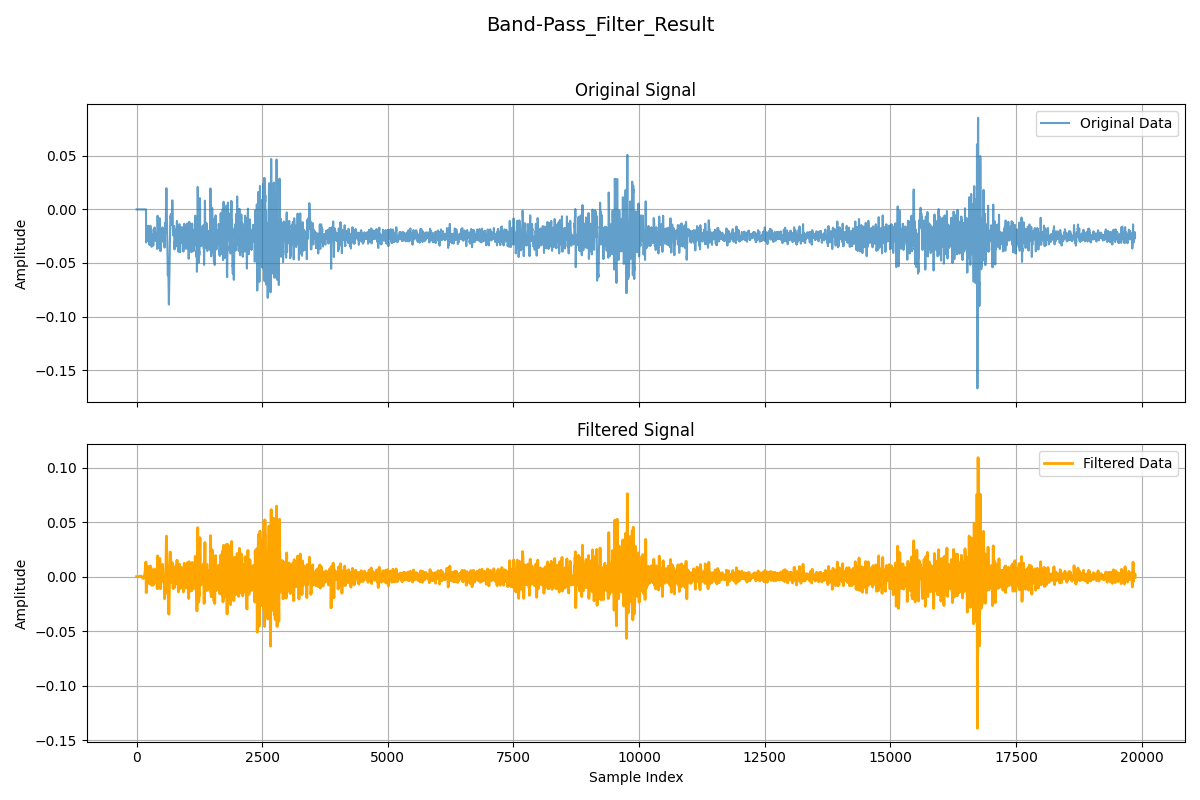 Band-Pass_Filter_Result
Original Signal
Original Data
0.05
0.00
−0.05
−0.10
−0.15
Amplitude
Filtered Signal
Filtered Data
0.10
0.05
0.00
−0.05
−0.10
−0.15
Amplitude
0 2500 5000 7500 10000 12500 15000 17500 20000
Sample Index